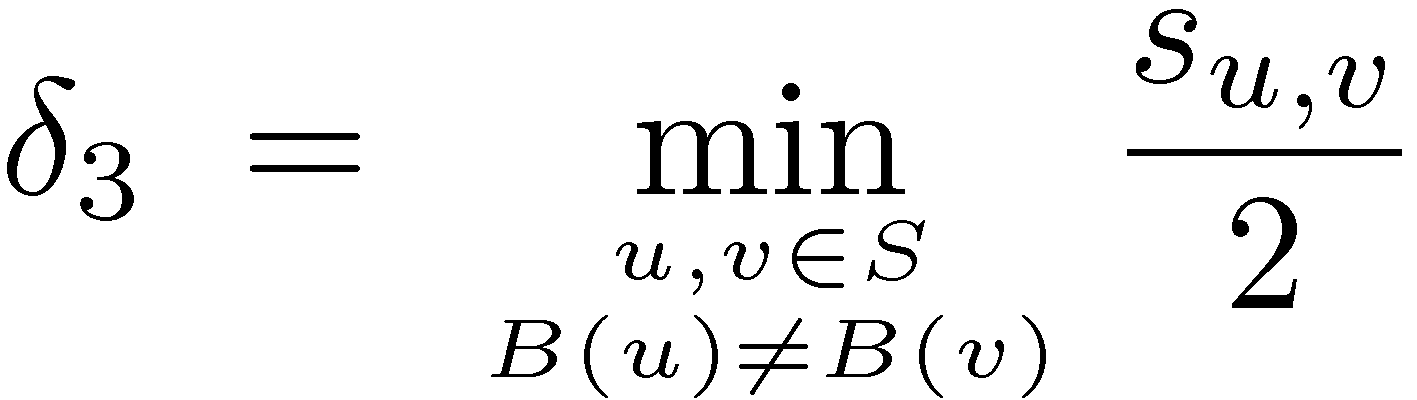 δ₃ = min s_{u,v}/2
u,v∈S
B(u)≠B(v)